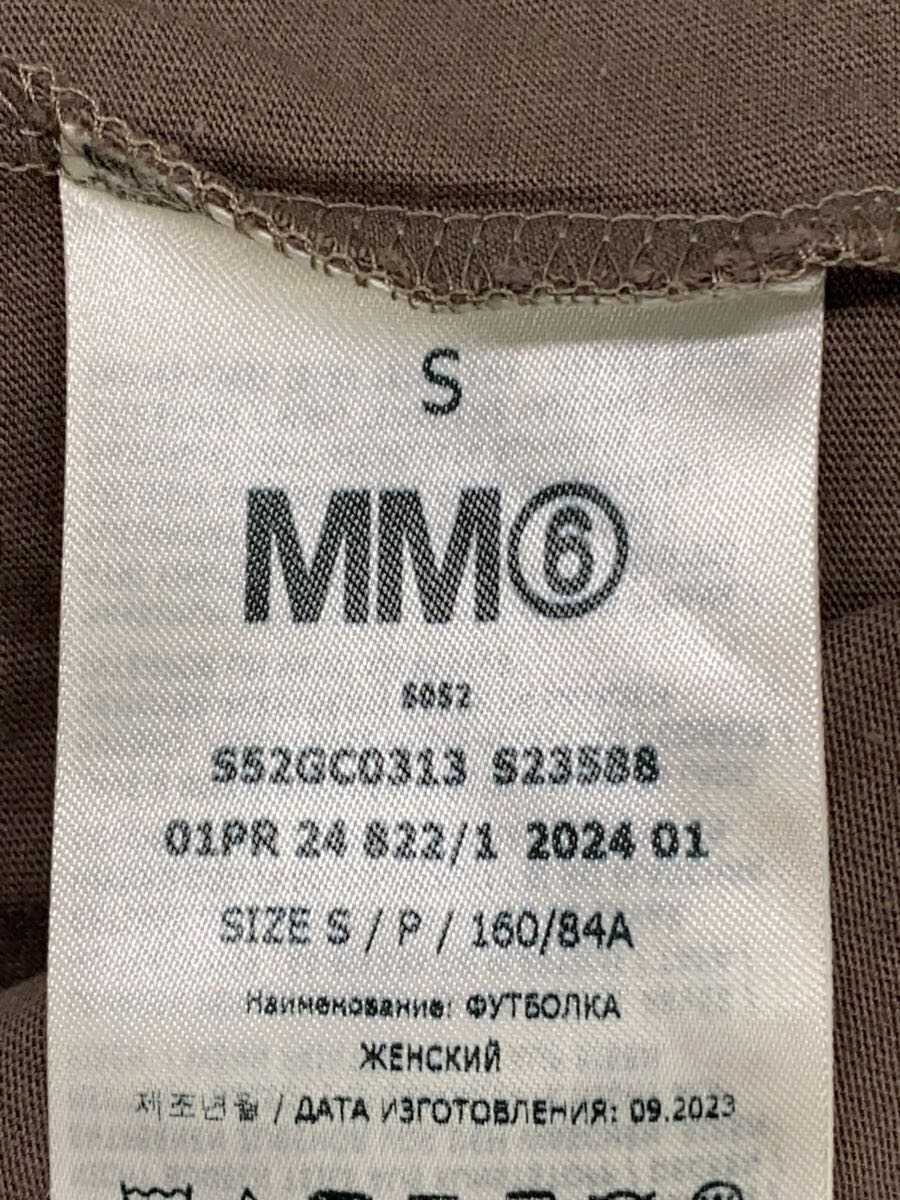 S
MM⑥
S052
S52GC0313 S23588
01PR 24 822/1 2024 01
SIZE S / P / 160/84A
Наименование: ФУТБОЛКА
ЖЕНСКИЙ
제조년월 / ДАТА ИЗГОТОВЛЕНИЯ: 09.2023